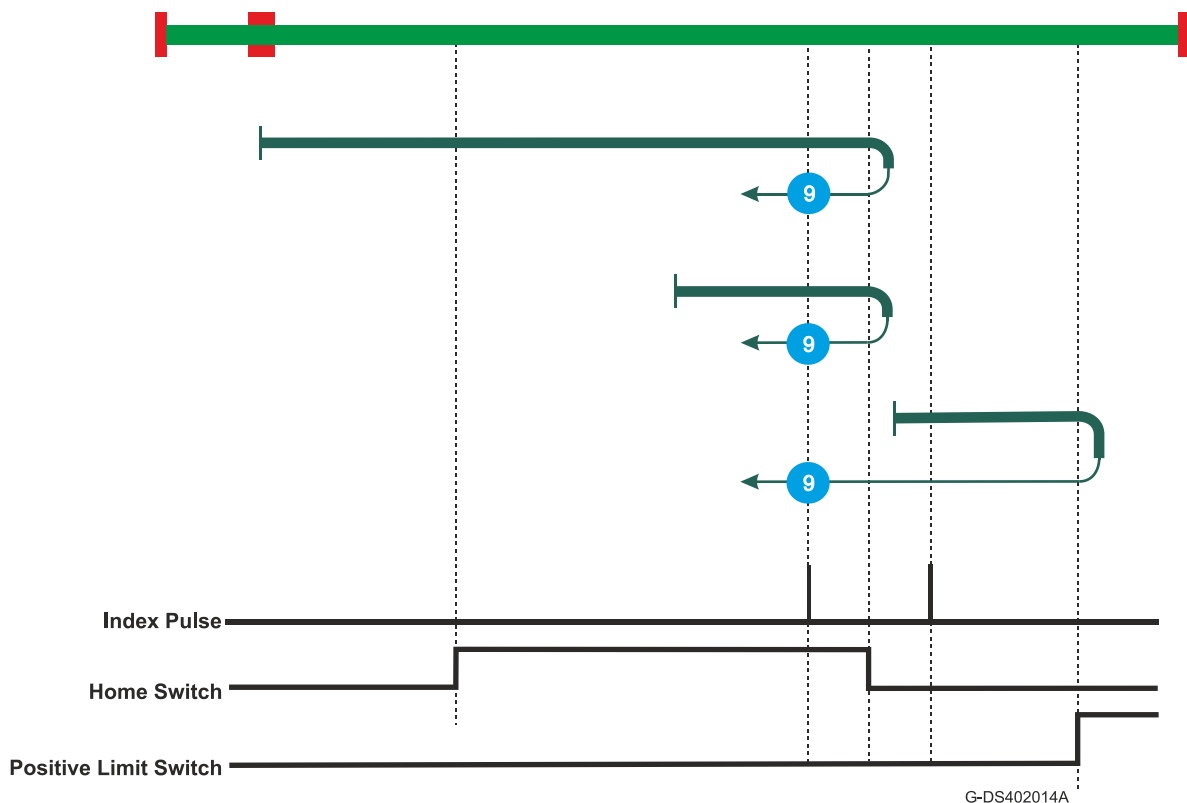 9
9
9
Index Pulse
Home Switch
Positive Limit Switch
G-DS402014A